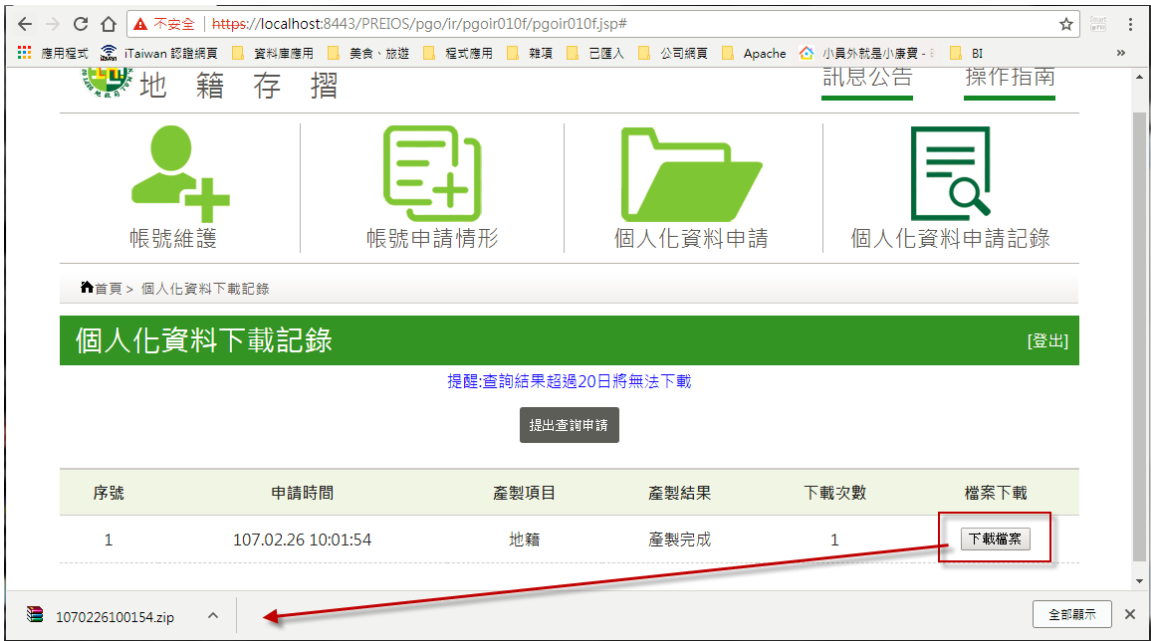 不安全 | https://localhost:8443/PREIOS/pgo/ir/pgoir010f/pgoir010f.jsp#
應用程式 iTaiwan 認證網頁 資料庫應用 美食、旅遊 程式應用 雜項 已匯入 公司網頁 Apache 小員外就是小康寶 - BI »
地籍存摺 訊息公告 操作指南
帳號維護 帳號申請情形 個人化資料申請 個人化資料申請記錄
首頁 > 個人化資料下載記錄
個人化資料下載記錄 [登出]
提醒:查詢結果超過20日將無法下載
提出查詢申請
序號 申請時間 產製項目 產製結果 下載次數 檔案下載
1 107.02.26 10:01:54 地籍 產製完成 1 下載檔案
1070226100154.zip 全部顯示